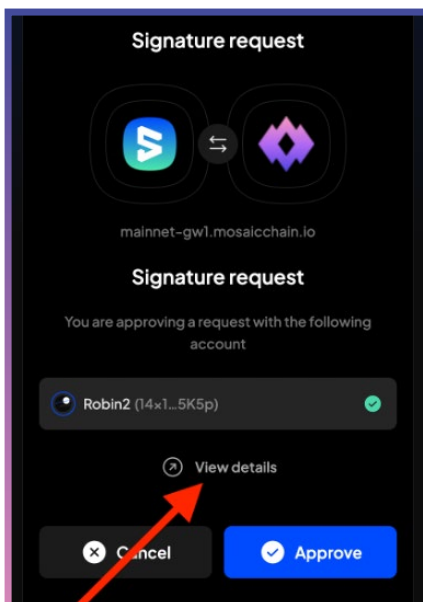 Signature request
mainnet-gw1.mosaicchain.io
Signature request
You are approving a request with the following
account
Robin2 (14x1...5K5p)
View details
Cancel
Approve